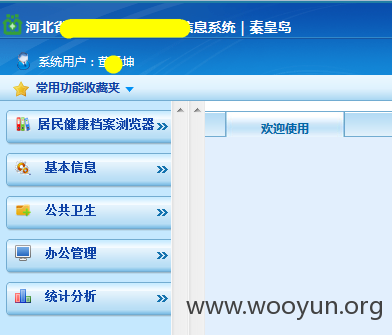 河北省信息系统 | 秦皇岛
系统用户：董坤
常用功能收藏夹
居民健康档案浏览器 »
欢迎使用
基本信息 »
公共卫生 »
办公管理 »
统计分析 »
www.wooyun.org